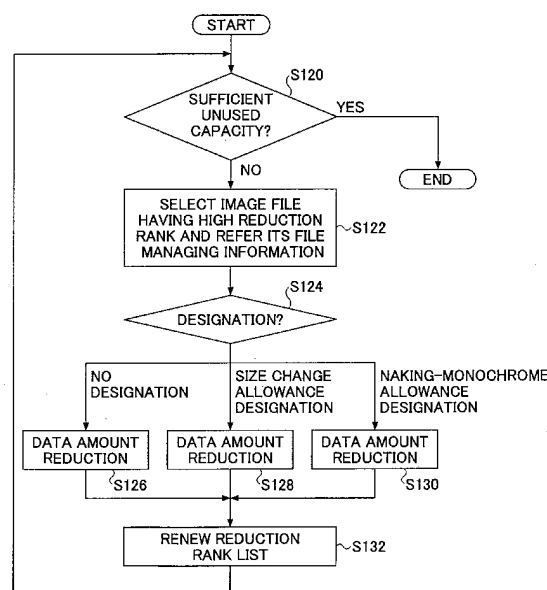 START
S120
SUFFICIENT
UNUSED
CAPACITY?
YES
NO
END
SELECT IMAGE FILE
HAVING HIGH REDUCTION
RANK AND REFER ITS FILE
MANAGING INFORMATION
S122
S124
DESIGNATION?
NO
DESIGNATION
SIZE CHANGE
ALLOWANCE
DESIGNATION
NAKING-MONOCHROME
ALLOWANCE
DESIGNATION
DATA AMOUNT
REDUCTION
S126
DATA AMOUNT
REDUCTION
S128
DATA AMOUNT
REDUCTION
S130
RENEW REDUCTION
RANK LIST
S132